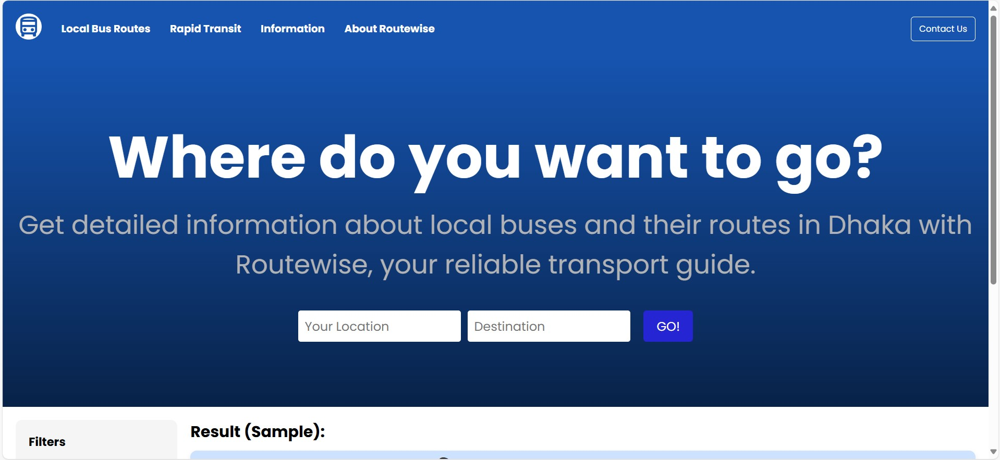 Local Bus Routes Rapid Transit Information About Routewise Contact Us
Where do you want to go?
Get detailed information about local buses and their routes in Dhaka with
Routewise, your reliable transport guide.
Your Location Destination GO!
Result (Sample):
Filters